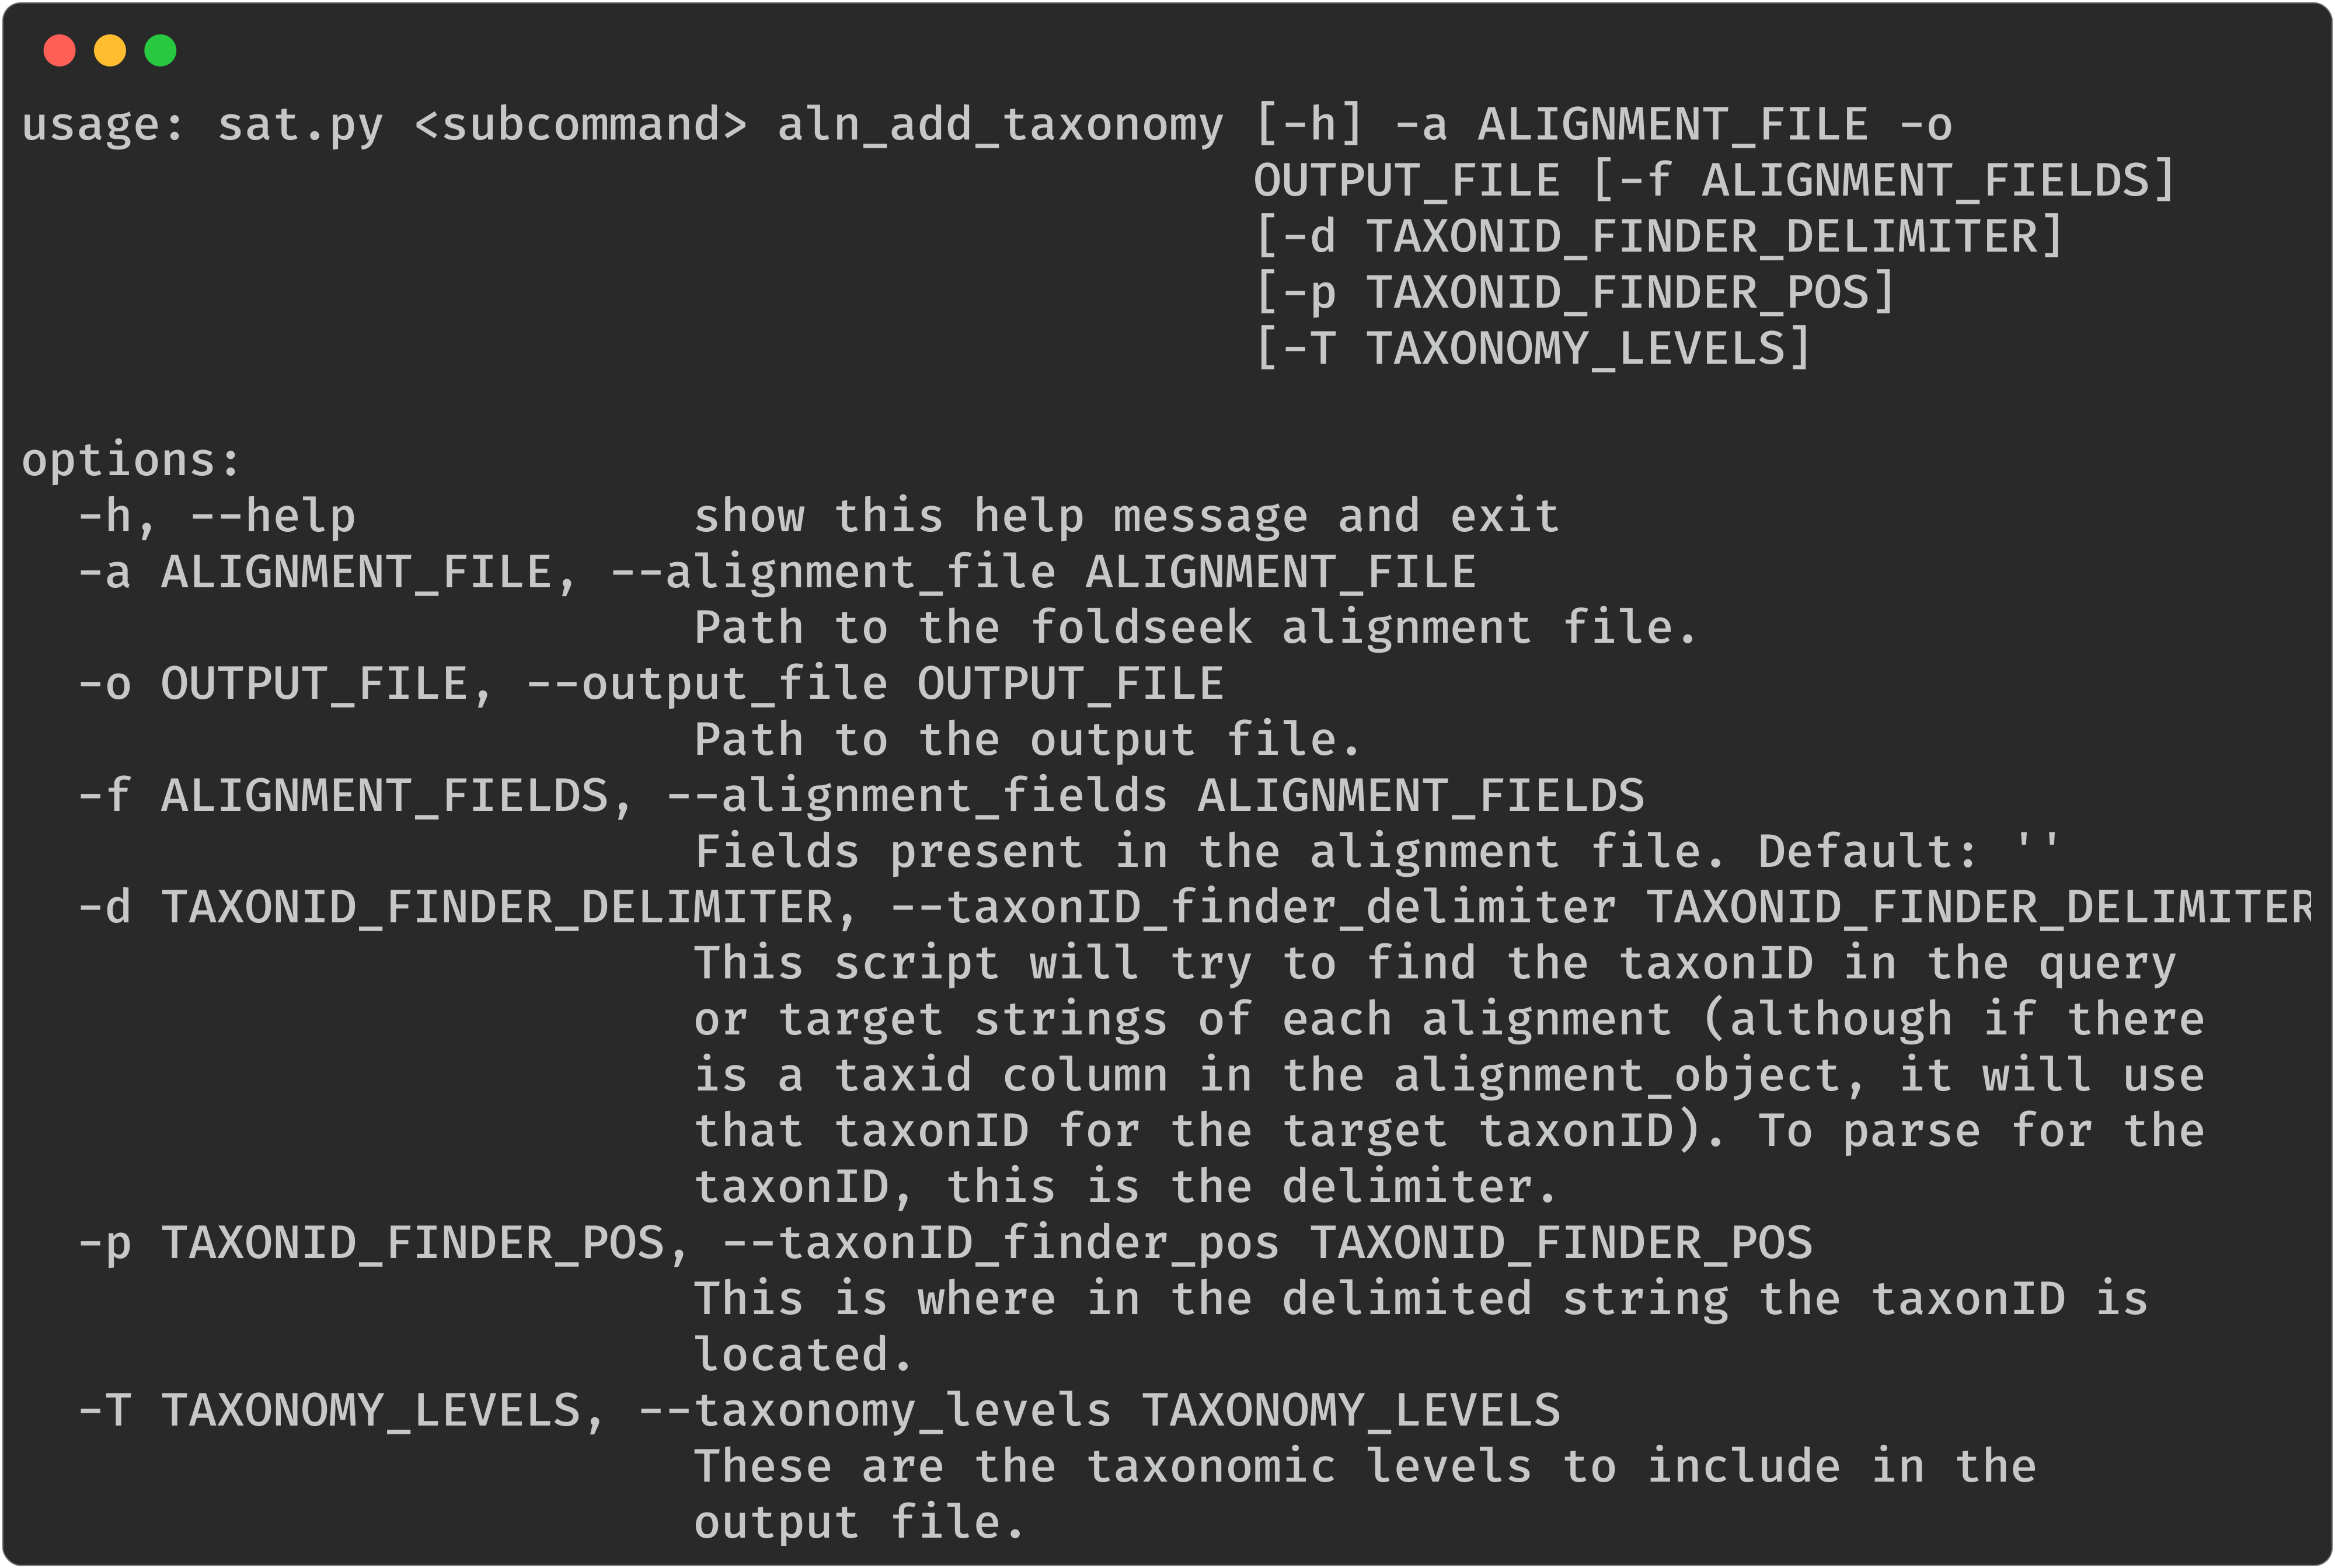 usage: sat.py <subcommand> aln_add_taxonomy [-h] -a ALIGNMENT_FILE -o
                                            OUTPUT_FILE [-f ALIGNMENT_FIELDS]
                                            [-d TAXONID_FINDER_DELIMITER]
                                            [-p TAXONID_FINDER_POS]
                                            [-T TAXONOMY_LEVELS]

options:
  -h, --help            show this help message and exit
  -a ALIGNMENT_FILE, --alignment_file ALIGNMENT_FILE
                        Path to the foldseek alignment file.
  -o OUTPUT_FILE, --output_file OUTPUT_FILE
                        Path to the output file.
  -f ALIGNMENT_FIELDS, --alignment_fields ALIGNMENT_FIELDS
                        Fields present in the alignment file. Default: ''
  -d TAXONID_FINDER_DELIMITER, --taxonID_finder_delimiter TAXONID_FINDER_DELIMITER
                        This script will try to find the taxonID in the query
                        or target strings of each alignment (although if there
                        is a taxid column in the alignment_object, it will use
                        that taxonID for the target taxonID). To parse for the
                        taxonID, this is the delimiter.
  -p TAXONID_FINDER_POS, --taxonID_finder_pos TAXONID_FINDER_POS
                        This is where in the delimited string the taxonID is
                        located.
  -T TAXONOMY_LEVELS, --taxonomy_levels TAXONOMY_LEVELS
                        These are the taxonomic levels to include in the
                        output file.